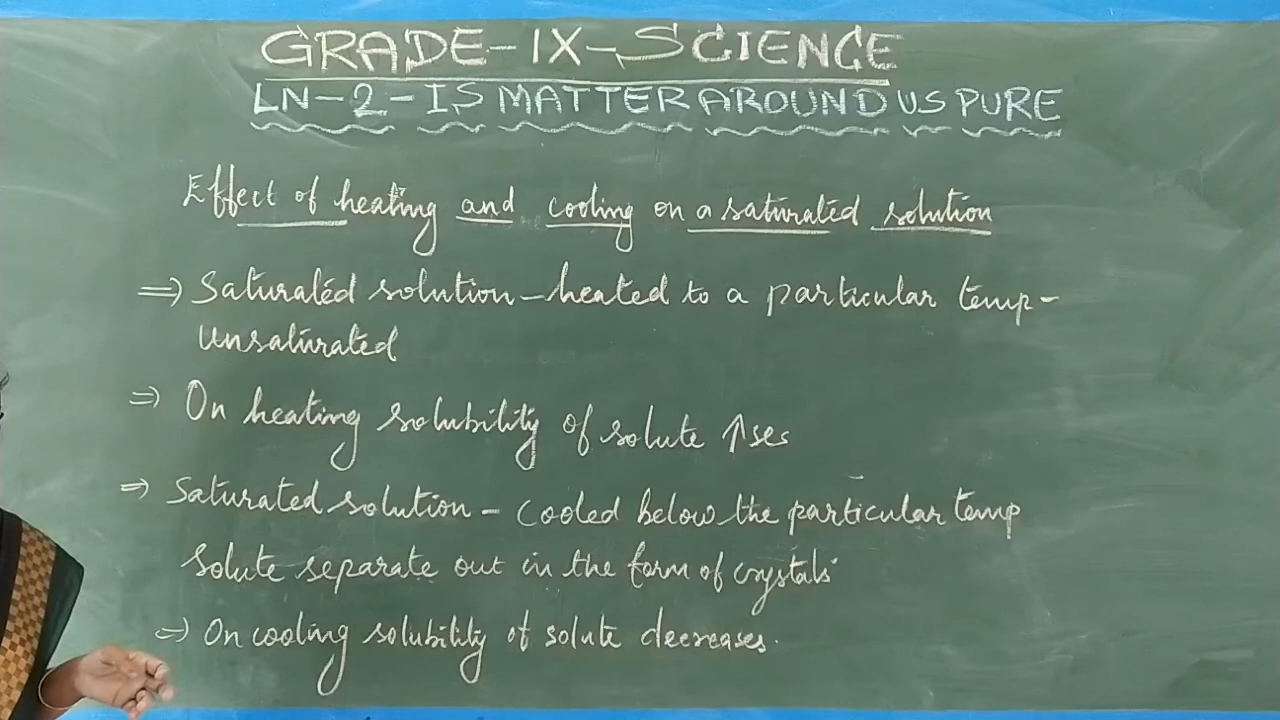 GRADE-IX-SCIENCE
LN-2-IS MATTER AROUND US PURE
Effect of heating and cooling on a saturated solution
⇒ Saturated solution - heated to a particular temp -
unsaturated
⇒ On heating solubility of solute ↑ses
⇒ Saturated solution - cooled below the particular temp
solute separate out in the form of crystals
⇒ On cooling solubility of solute decreases.